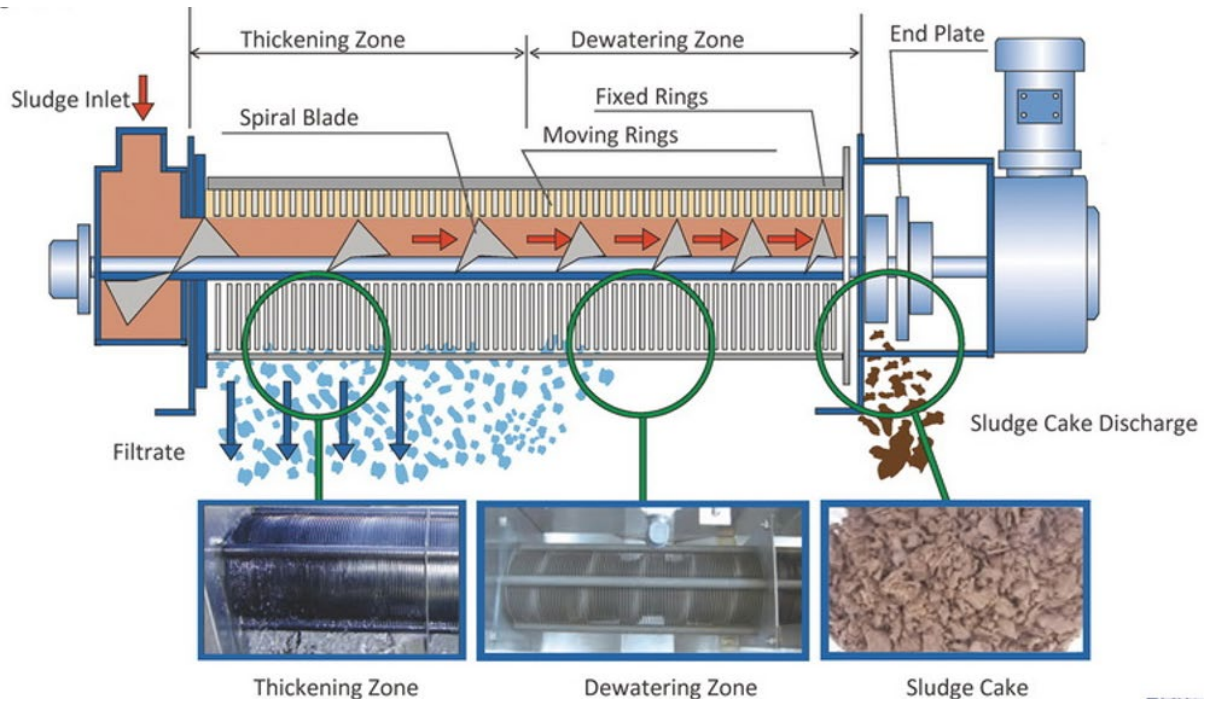 Thickening Zone
Dewatering Zone
End Plate
Sludge Inlet
Spiral Blade
Fixed Rings
Moving Rings
Filtrate
Sludge Cake Discharge
Thickening Zone
Dewatering Zone
Sludge Cake